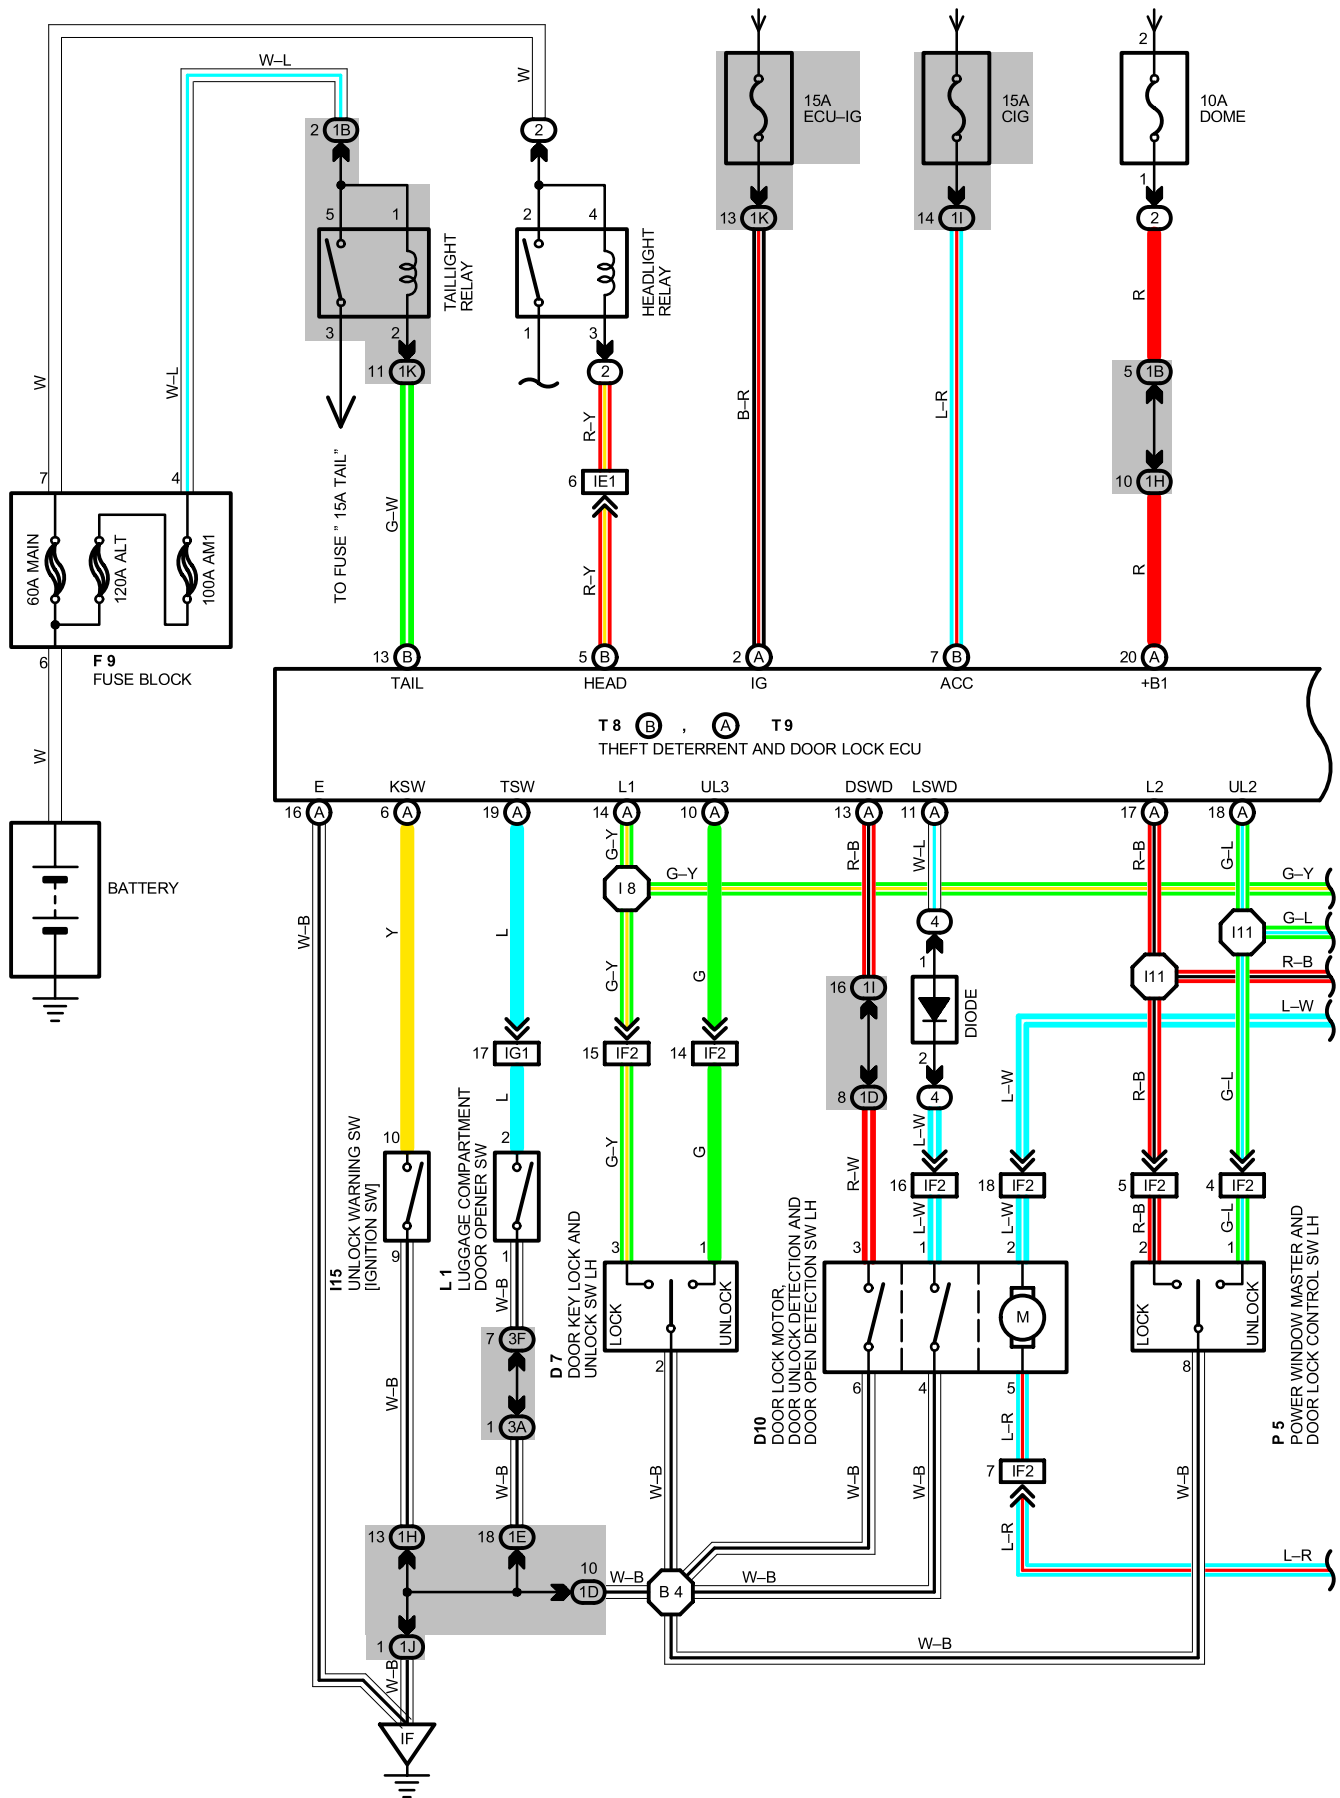 W–L
W
2
15A
ECU–IG
15A
CIG
10A
DOME
2 1B
2
1
5 1
2 4
13 1K
14 1I
2
TAILLIGHT
RELAY
HEADLIGHT
RELAY
3 2
1 3
R
W
W–L
11 1K
2
5 1B
B–R
L–R
R–Y
7 4
TO FUSE ” 15A TAIL”
G–W
6 IE1
10 1H
60A MAIN
120A ALT
100A AM1
R–Y
R
6
F 9
FUSE BLOCK
13 B
5 B
2 A
7 B
20 A
TAIL
HEAD
IG
ACC
+B1
T 8 B , A T 9
THEFT DETERRENT AND DOOR LOCK ECU
W
E
KSW
TSW
L1
UL3
DSWD
LSWD
L2
UL2
16 A
6 A
19 A
14 A
10 A
13 A
11 A
17 A
18 A
BATTERY
G–Y
R–B
W–L
R–B
G–L
I 8
G–Y
G–Y
4
I11
G–L
W–B
Y
L
G–Y
G
1
I11
R–B
16 1I
DIODE
L–W
17 IG1
15 IF2
14 IF2
2
8 1D
4
L
G–Y
G
L–W
L–W
R–B
G–L
10
2
R–W
16 IF2
18 IF2
5 IF2
4 IF2
L–W
L–W
R–B
G–L
I15
UNLOCK WARNING SW
[IGNITION SW]
L 1
LUGGAGE COMPARTMENT
DOOR OPENER SW
9
1
3 1
3
1
2
2 1
W–B
LOCK
UNLOCK
M
LOCK
UNLOCK
7 3F
D 7
DOOR KEY LOCK AND
UNLOCK SW LH
2
D10
DOOR LOCK MOTOR,
DOOR UNLOCK DETECTION AND
DOOR OPEN DETECTION SW LH
6
4
5
8
P 5
POWER WINDOW MASTER AND
DOOR LOCK CONTROL SW LH
W–B
1 3A
L–R
W–B
W–B
W–B
W–B
7 IF2
W–B
W–B
13 1H
18 1E
L–R
L–R
10
1D
W–B
B 4
W–B
1 1J
W–B
W–B
IF